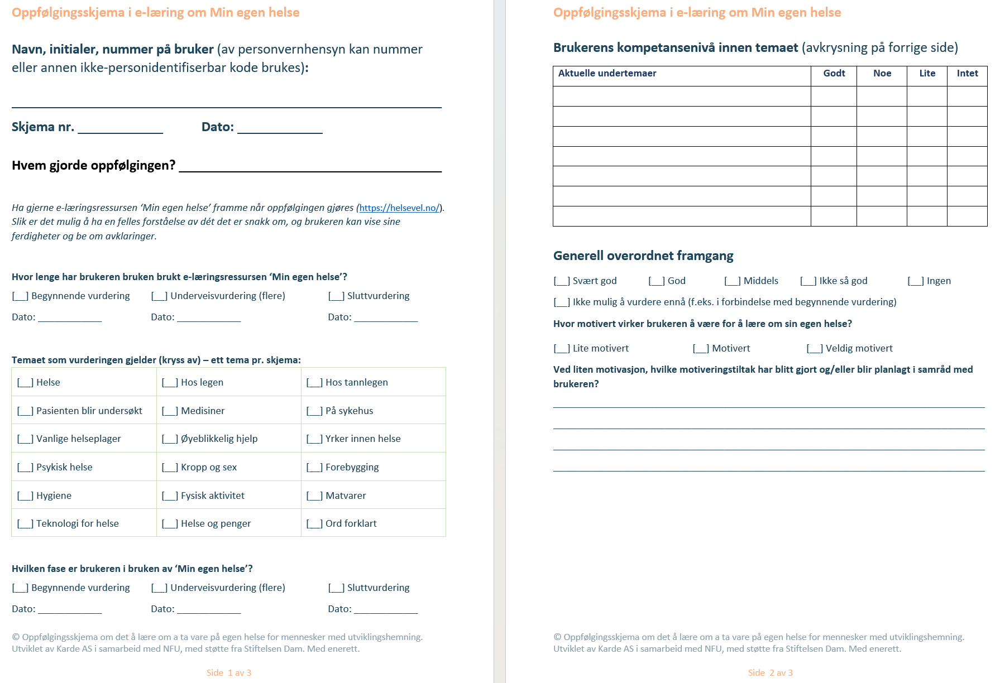 Oppfølgingsskjema i e-læring om Min egen helse
Navn, initialer, nummer på bruker (av personvernhensyn kan nummer
eller annen ikke-personidentifiserbar kode brukes):
Skjema nr. ____________ Dato: ____________
Hvem gjorde oppfølgingen? ____________
Ha gjerne e-læringsressursen ‘Min egen helse’ framme når oppfølgingen gjøres (https://helsevel.no/).
Slik er det mulig å ha en felles forståelse av dét det er snakk om, og brukeren kan vise sine
ferdigheter og be om avklaringer.
Hvor lenge har brukeren bruken brukt e-læringsressursen ‘Min egen helse’?
[__] Begynnende vurdering [__] Underveisvurdering (flere) [__] Sluttvurdering
Dato: ____________ Dato: ____________ Dato: ____________
Temaet som vurderingen gjelder (kryss av) – ett tema pr. skjema:
[__] Helse [__] Hos legen [__] Hos tannlegen
[__] Pasienten blir undersøkt [__] Medisiner [__] På sykehus
[__] Vanlige helseplager [__] Øyeblikkelig hjelp [__] Yrker innen helse
[__] Psykisk helse [__] Kropp og sex [__] Forebygging
[__] Hygiene [__] Fysisk aktivitet [__] Matvarer
[__] Teknologi for helse [__] Helse og penger [__] Ord forklart
Hvilken fase er brukeren i bruken av ‘Min egen helse’?
[__] Begynnende vurdering [__] Underveisvurdering (flere) [__] Sluttvurdering
Dato: ____________ Dato: ____________ Dato: ____________
© Oppfølgingsskjema om det å lære om a ta vare på egen helse for mennesker med utviklingshemning.
Utviklet av Karde AS i samarbeid med NFU, med støtte fra Stiftelsen Dam. Med enerett.
Side 1 av 3
Oppfølgingsskjema i e-læring om Min egen helse
Brukerens kompetansenivå innen temaet (avkrysning på forrige side)
Aktuelle undertemaer Godt Noe Lite Intet
Generell overordnet framgang
[__] Svært god [__] God [__] Middels [__] Ikke så god [__] Ingen
[__] Ikke mulig å vurdere ennå (f.eks. i forbindelse med begynnende vurdering)
Hvor motivert virker brukeren å være for å lære om sin egen helse?
[__] Lite motivert [__] Motivert [__] Veldig motivert
Ved liten motivasjon, hvilke motiveringstiltak har blitt gjort og/eller blir planlagt i samråd med
brukeren?
© Oppfølgingsskjema om det å lære om a ta vare på egen helse for mennesker med utviklingshemning.
Utviklet av Karde AS i samarbeid med NFU, med støtte fra Stiftelsen Dam. Med enerett.
Side 2 av 3